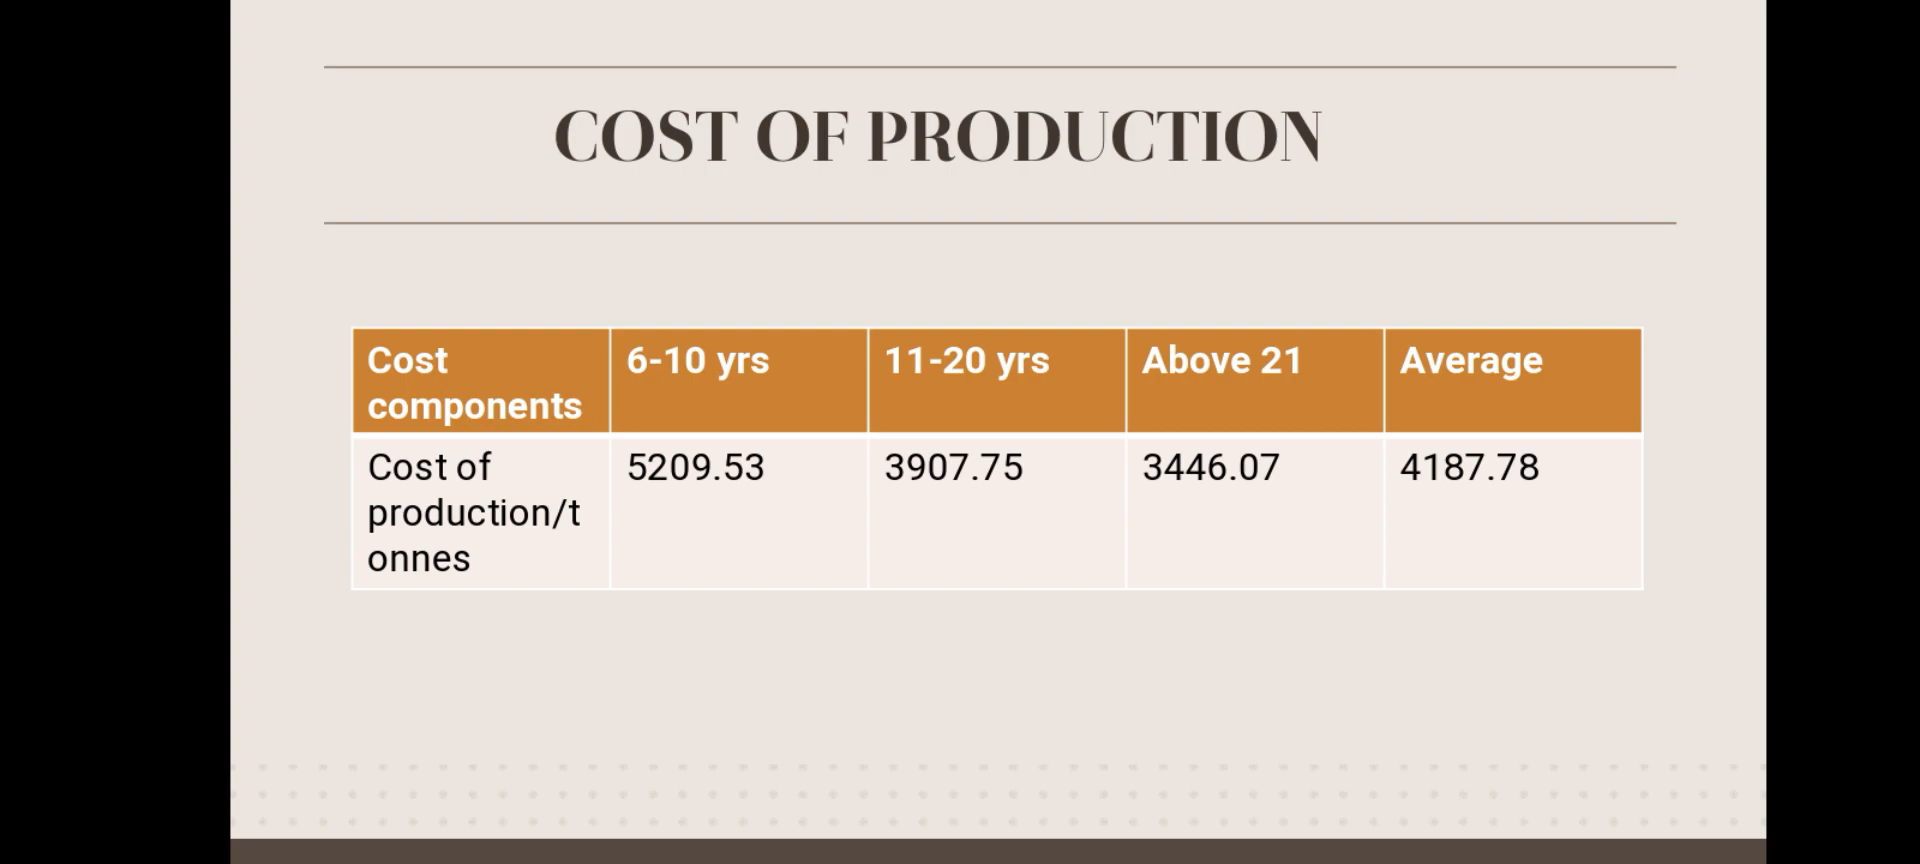 COST OF PRODUCTION
Cost components 6-10 yrs 11-20 yrs Above 21 Average
Cost of production/tonnes 5209.53 3907.75 3446.07 4187.78